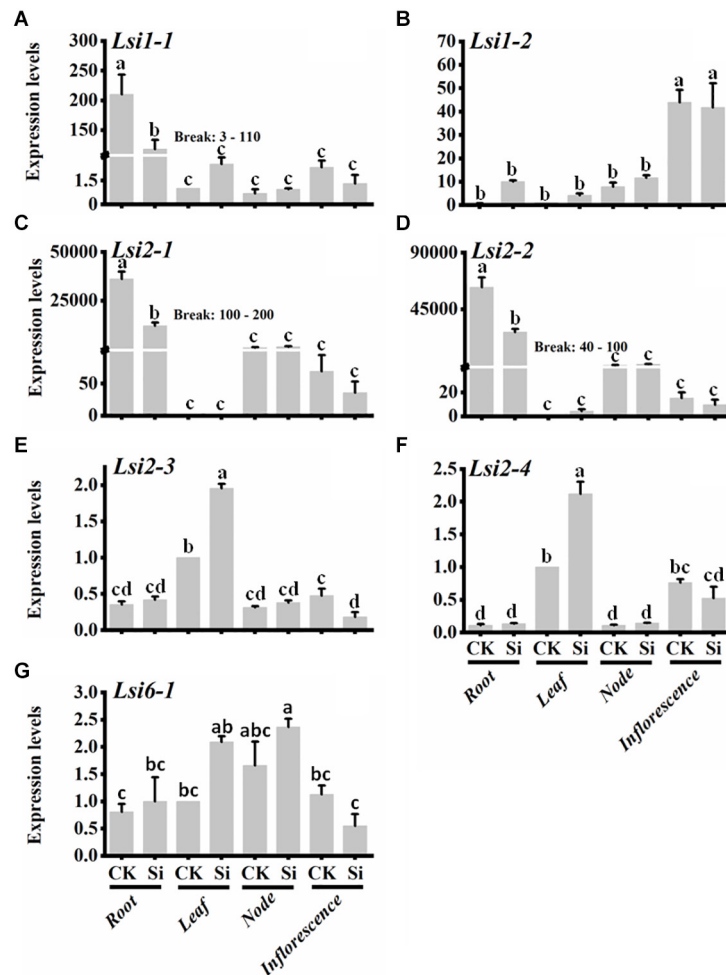 A
Lsi1-1
Expression levels
300
250
200
150
1.5
0
a
b
Break: 3 - 110
c
c
c
c
c
c
B
Lsi1-2
70
60
50
40
30
20
10
0
b
b
b
b
b
b
a
a
C
Lsi2-1
Expression levels
50000
25000
50
0
a
b
Break: 100 - 200
c
c
c
c
c
c
D
Lsi2-2
90000
45000
20
0
a
b
Break: 40 - 100
c
c
c
c
c
c
E
Lsi2-3
Expression levels
2.0
1.5
1.0
0.5
0.0
cd
cd
b
a
cd
cd
c
d
F
Lsi2-4
2.5
2.0
1.5
1.0
0.5
0.0
d
d
b
a
d
d
bc
cd
CK Si CK Si CK Si CK Si
Root
Leaf
Node
Inflorescence
G
Lsi6-1
Expression levels
3.0
2.5
2.0
1.5
1.0
0.5
0.0
c
bc
bc
ab
abc
a
bc
c
CK Si CK Si CK Si CK Si
Root
Leaf
Node
Inflorescence